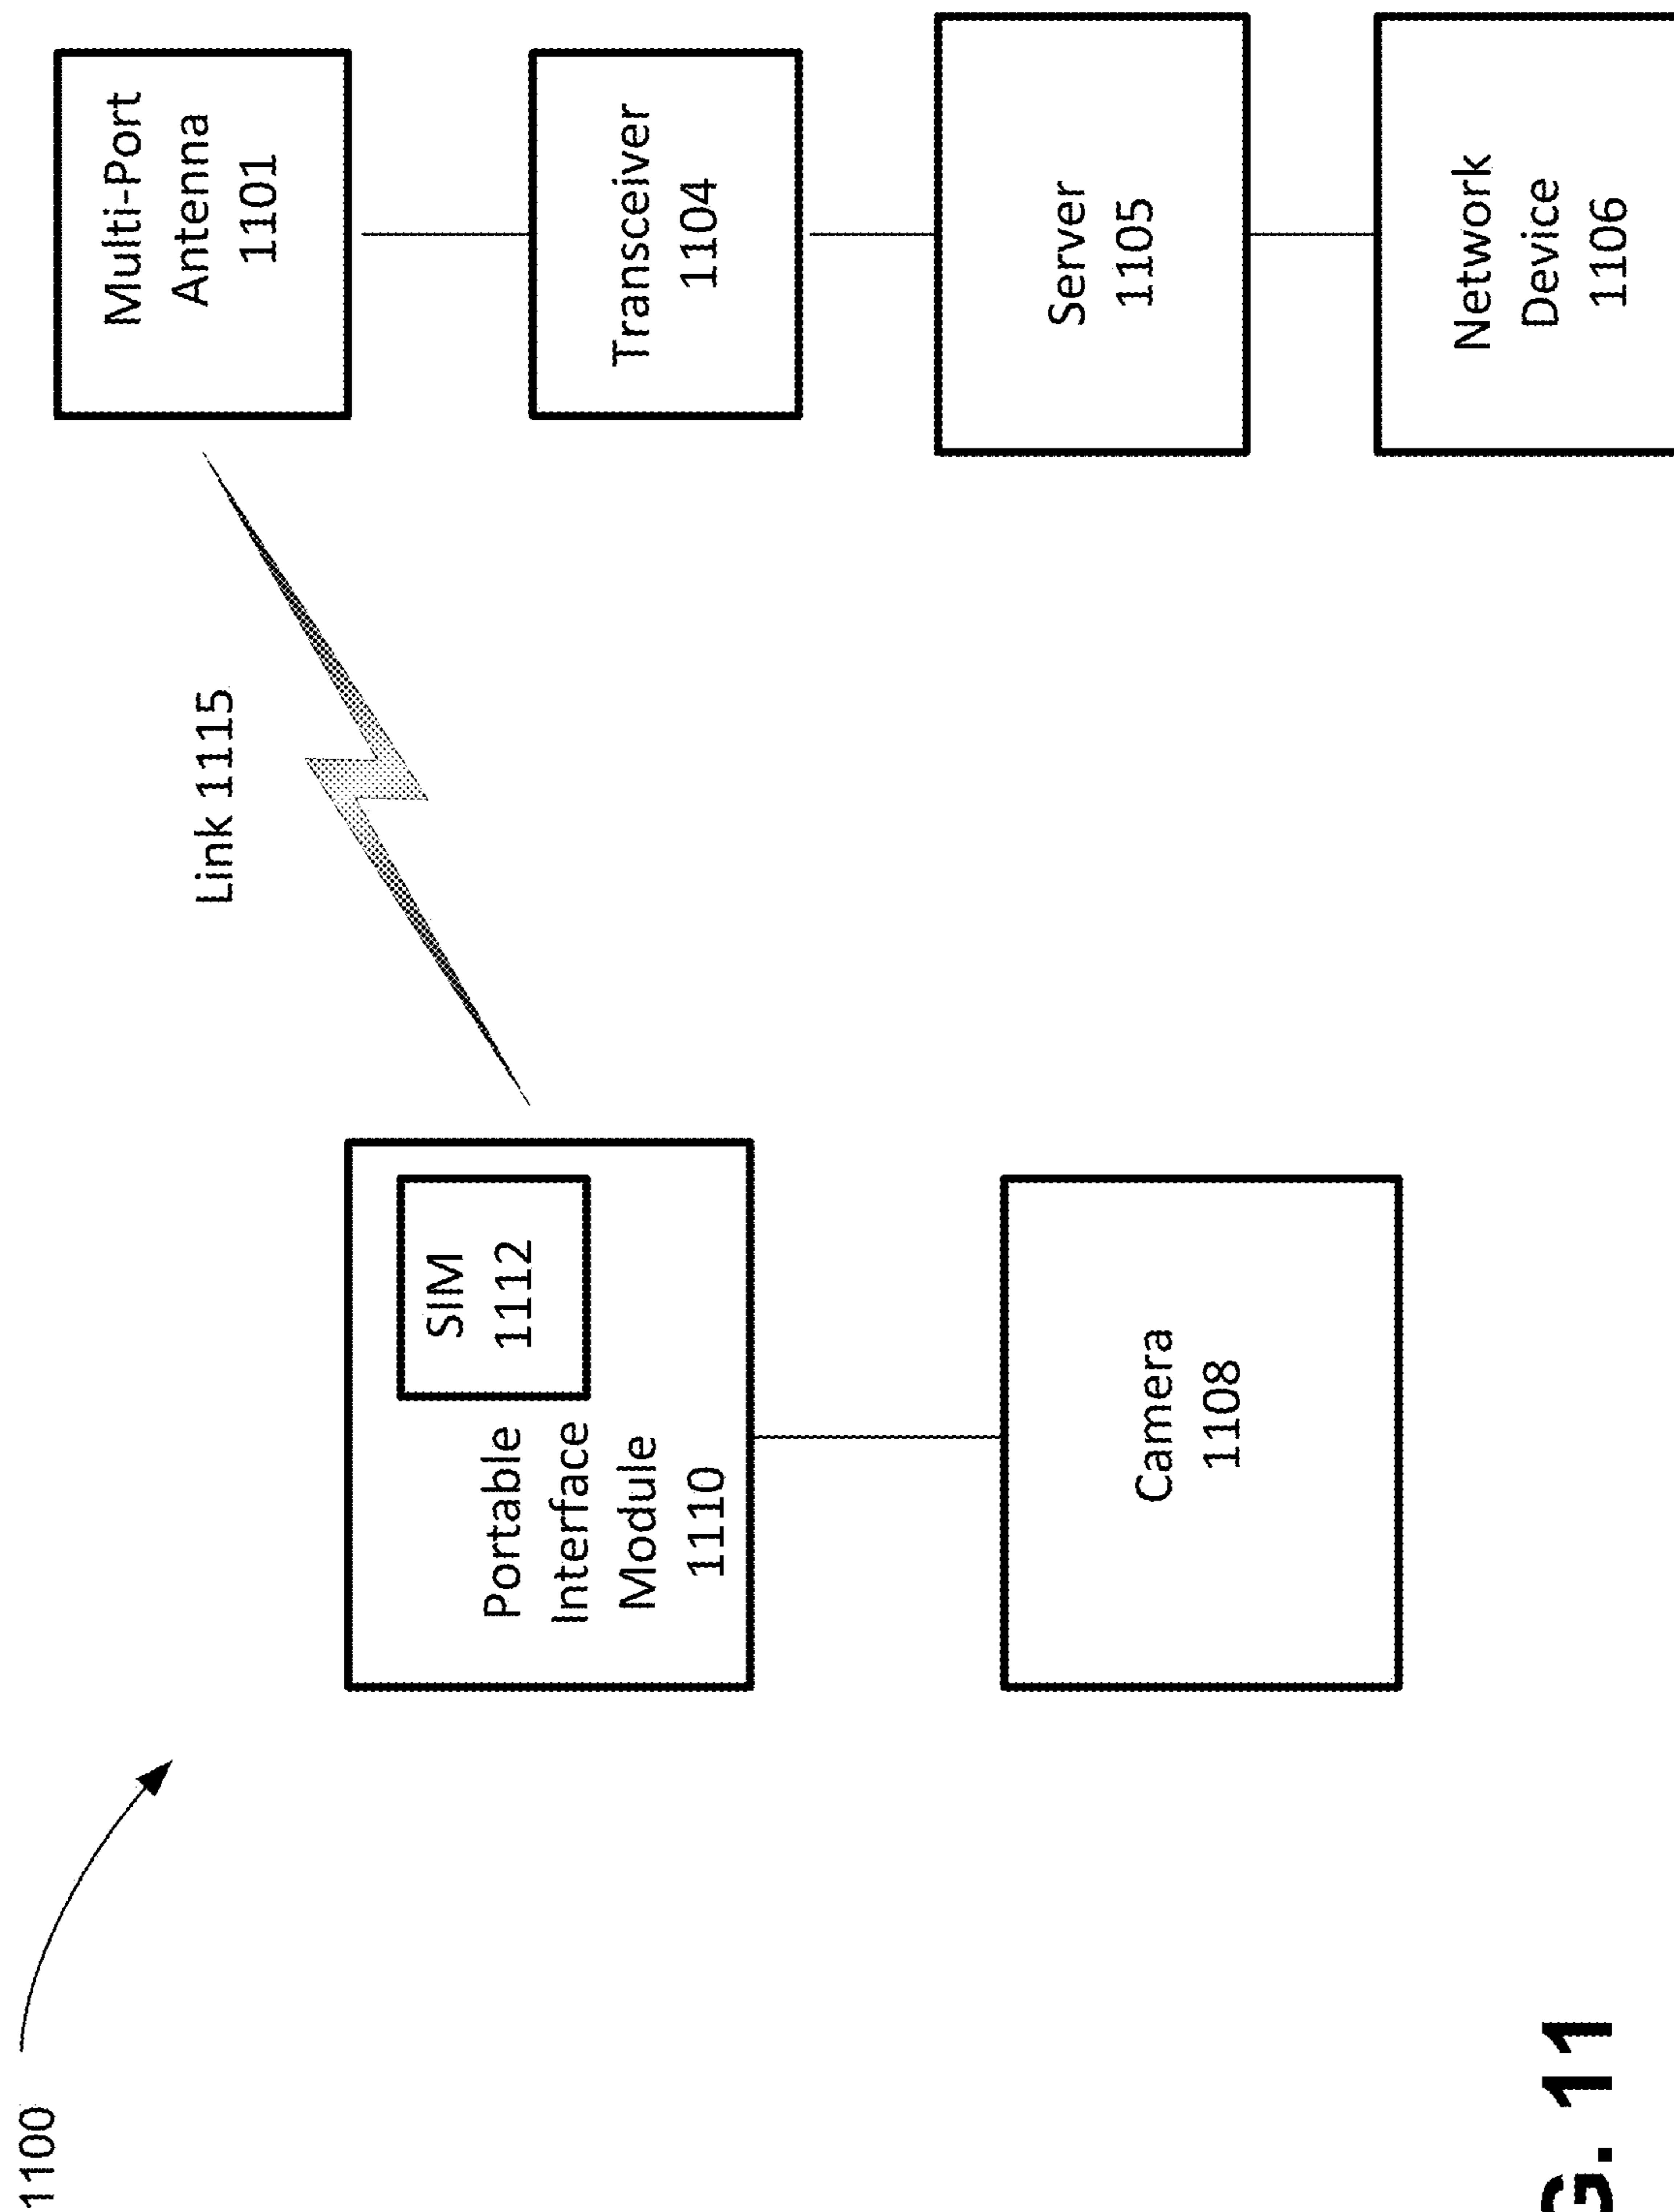 1100
Link 1115
Multi-Port
Antenna
1101
SIM
1112
Portable
Interface
Module
1110
Transceiver
1104
Camera
1108
Server
1105
Network
Device
1106
G. 11